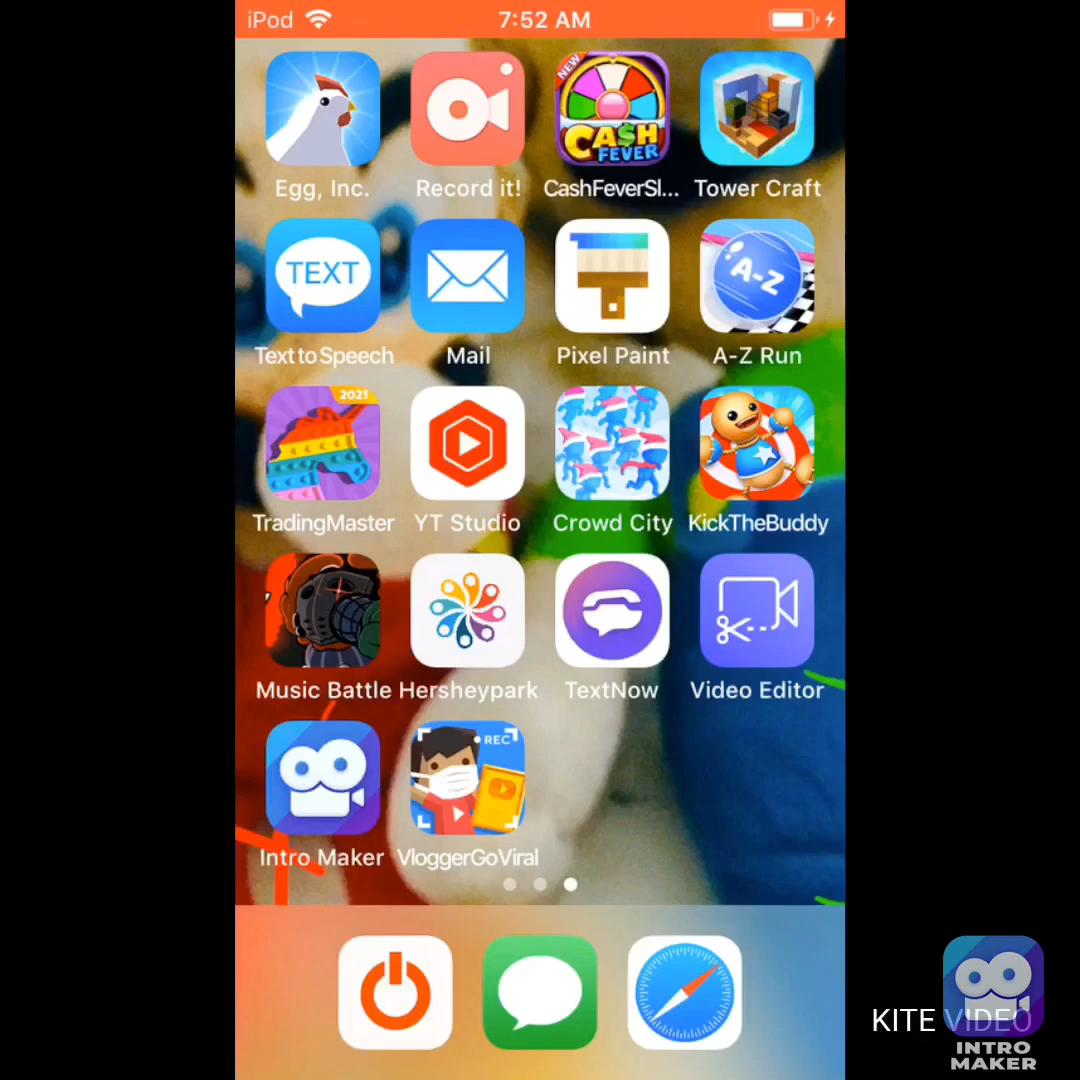 iPod 7:52 AM
NEW
CA$H
FEVER
Egg, Inc. Record it! CashFeverSl... Tower Craft
TEXT
A-Z
Text to Speech Mail Pixel Paint A-Z Run
2021
TradingMaster YT Studio Crowd City KickTheBuddy
Music Battle Hersheypark TextNow Video Editor
REC
Intro Maker VloggerGoViral
KITE VIDEO
INTRO
MAKER